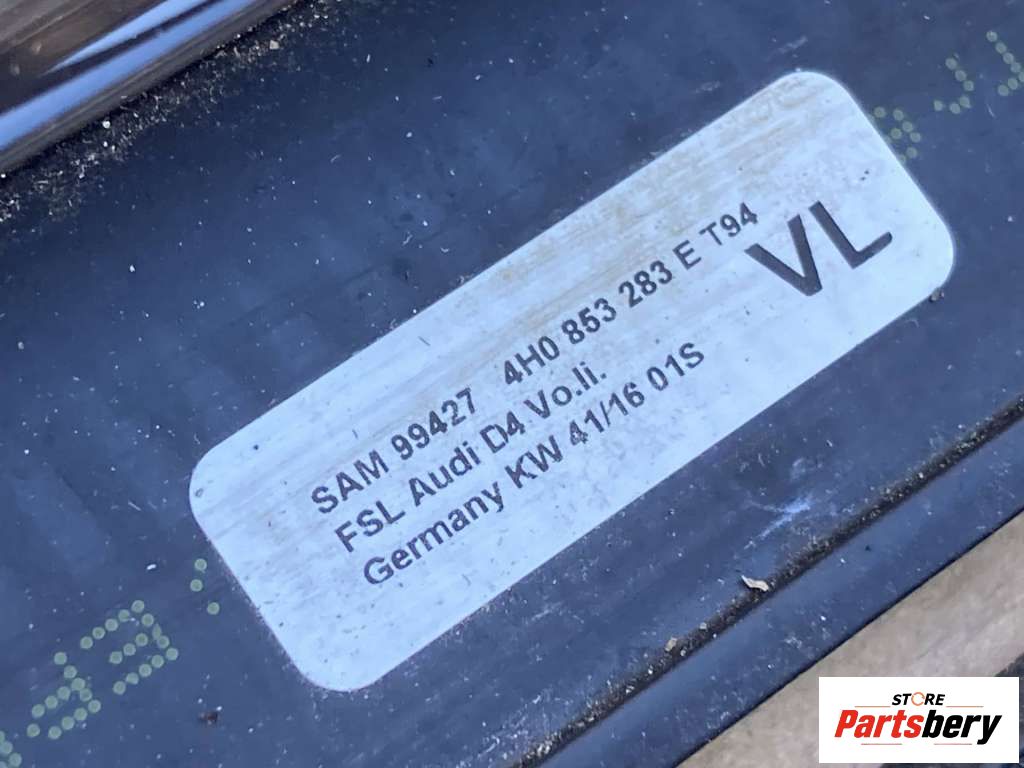 SAM 99427 4H0 853 283 E T94
FSL Audi D4 Vo.li.
VL
Germany KW 41/16 01S
STORE
Partsbery